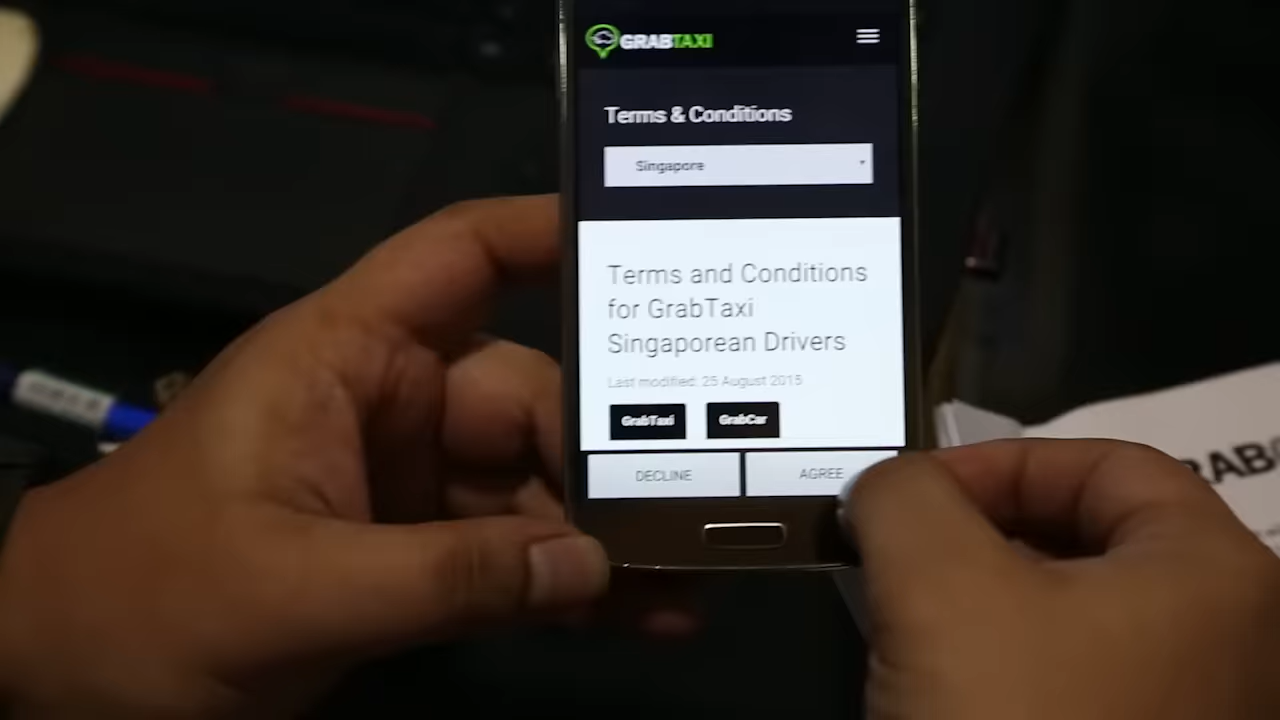 GRABTAXI
Terms & Conditions
Singapore
Terms and Conditions
for GrabTaxi
Singaporean Drivers
Last modified: 25 August 2015
GrabTaxi GrabCar
DECLINE AGREE